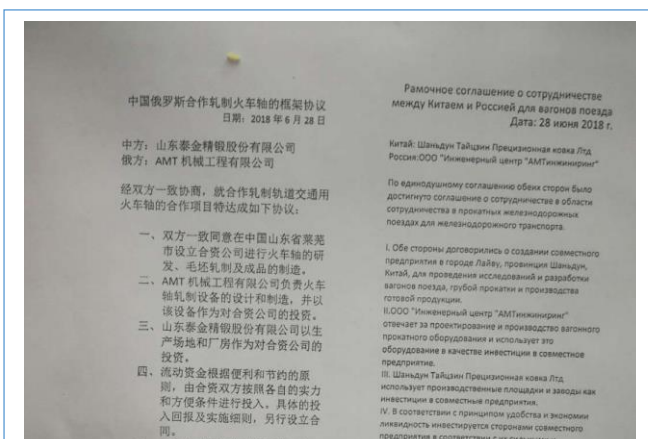 中国俄罗斯合作轧制火车轴的框架协议
日期：2018 年 6 月 28 日
中方：山东泰金精锻股份有限公司
俄方：AMT 机械工程有限公司
经双方一致协商，就合作轧制轨道交通用
火车轴的合作项目特达成如下协议：
一、双方一致同意在中国山东省莱芜
市设立合资公司进行火车轴的研
发、毛坯轧制及成品的制造。
二、AMT 机械工程有限公司负责火车
轴轧制设备的设计和制造，并以
该设备作为对合资公司的投资。
三、山东泰金精锻股份有限公司以生
产场地和厂房作为对合资公司的
投资。
四、流动资金根据便利和节约的原
则，由合资双方按照各自的实力
和方便条件进行投入。具体的投
入回报及实施细则，另行设立合
同。
Рамочное соглашение о сотрудничестве
между Китаем и Россией для вагонов поезда
Дата: 28 июня 2018 г.
Китай: Шаньдун Тайцзин Прецизионная ковка Лтд
Россия:ООО "Инженерный центр "АМТинжиниринг"
По единодушному соглашению обеих сторон было
достигнуто соглашение о сотрудничестве в области
сотрудничества в прокатных железнодорожных
поездах для железнодорожного транспорта.
I. Обе стороны договорились о создании совместного
предприятия в городе Лайву, провинция Шаньдун,
Китай, для проведения исследований и разработки
вагонов поезда, грубой прокатки и производства
готовой продукции.
II.ООО "Инженерный центр "АМТинжиниринг"
отвечает за проектирование и производство вагонного
прокатного оборудования и использует это
оборудование в качестве инвестиции в совместное
предприятие.
III. Шаньдун Тайцзин Прецизионная ковка Лтд
использует производственные площадки и заводы как
инвестиции в совместные предприятия.
IV. В соответствии с принципом удобства и экономии
ликвидность инвестируется сторонами совместного
предприятия в соответствии с